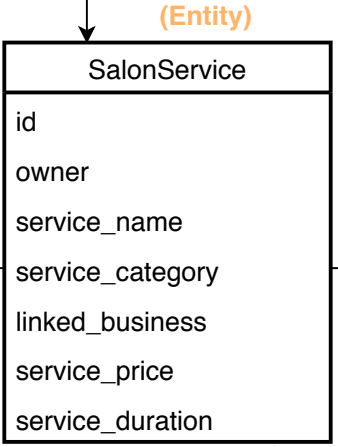 (Entity)
SalonService
id
owner
service_name
service_category
linked_business
service_price
service_duration